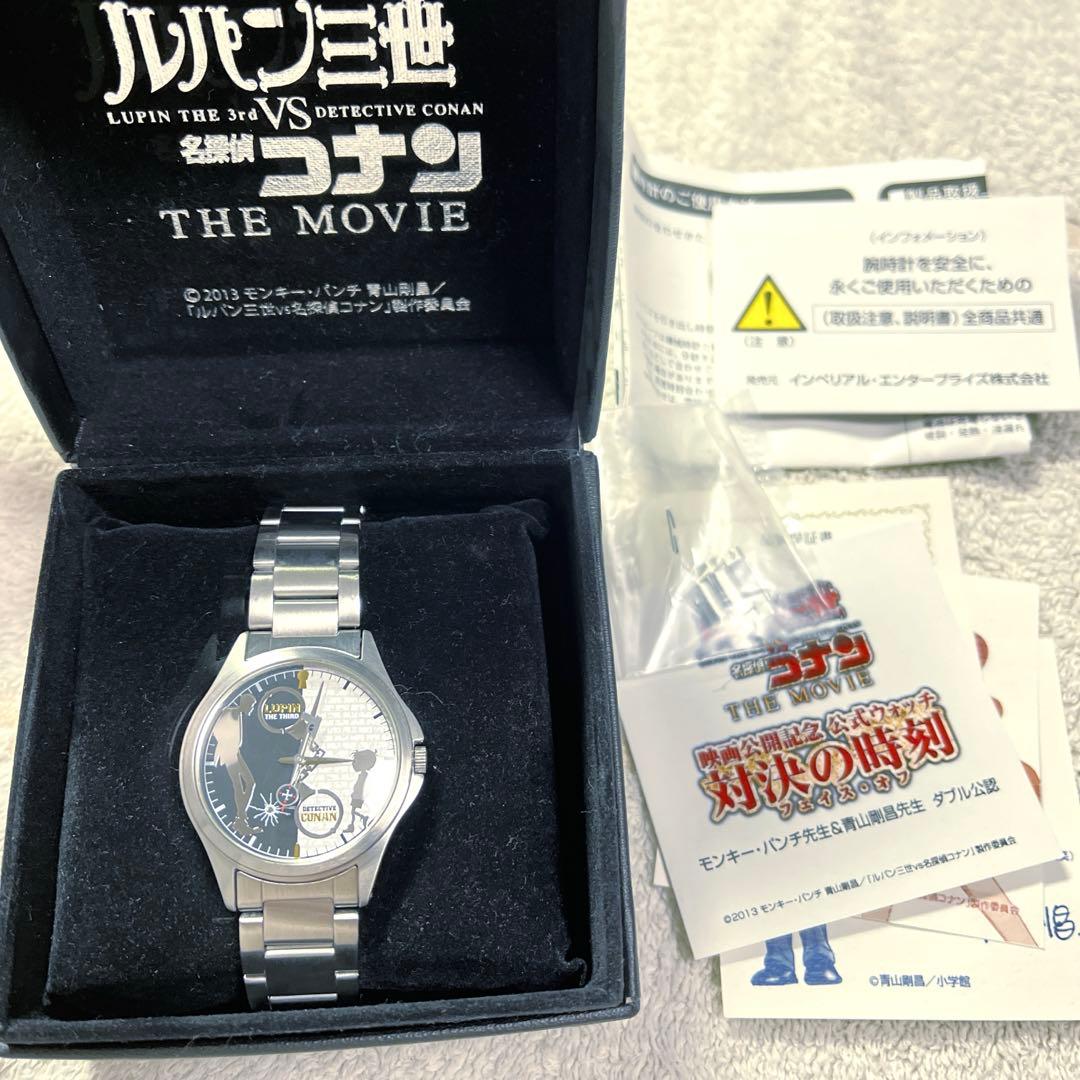 ルパン三世
LUPIN THE 3rd VS DETECTIVE CONAN
名探偵
コナン
THE MOVIE
©2013 モンキー・パンチ 青山剛昌／
「ルパン三世vs名探偵コナン」製作委員会
LUPIN
THE THIRD
DETECTIVE
CONAN
製品取扱
（インフォメーション）
腕時計を安全に、
永くご使用いただくための
（取扱注意、説明書）全商品共通
（注 意）
発売元 インペリアル・エンタープライズ株式会社
名探偵
コナン
THE MOVIE
映画公開記念 公式ウォッチ
対決の時刻
フェイス・オフ
モンキー・パンチ先生＆青山剛昌先生 ダブル公認
©2013 モンキー・パンチ 青山剛昌／「ルパン三世vs名探偵コナン」製作委員会
©青山剛昌／小学館